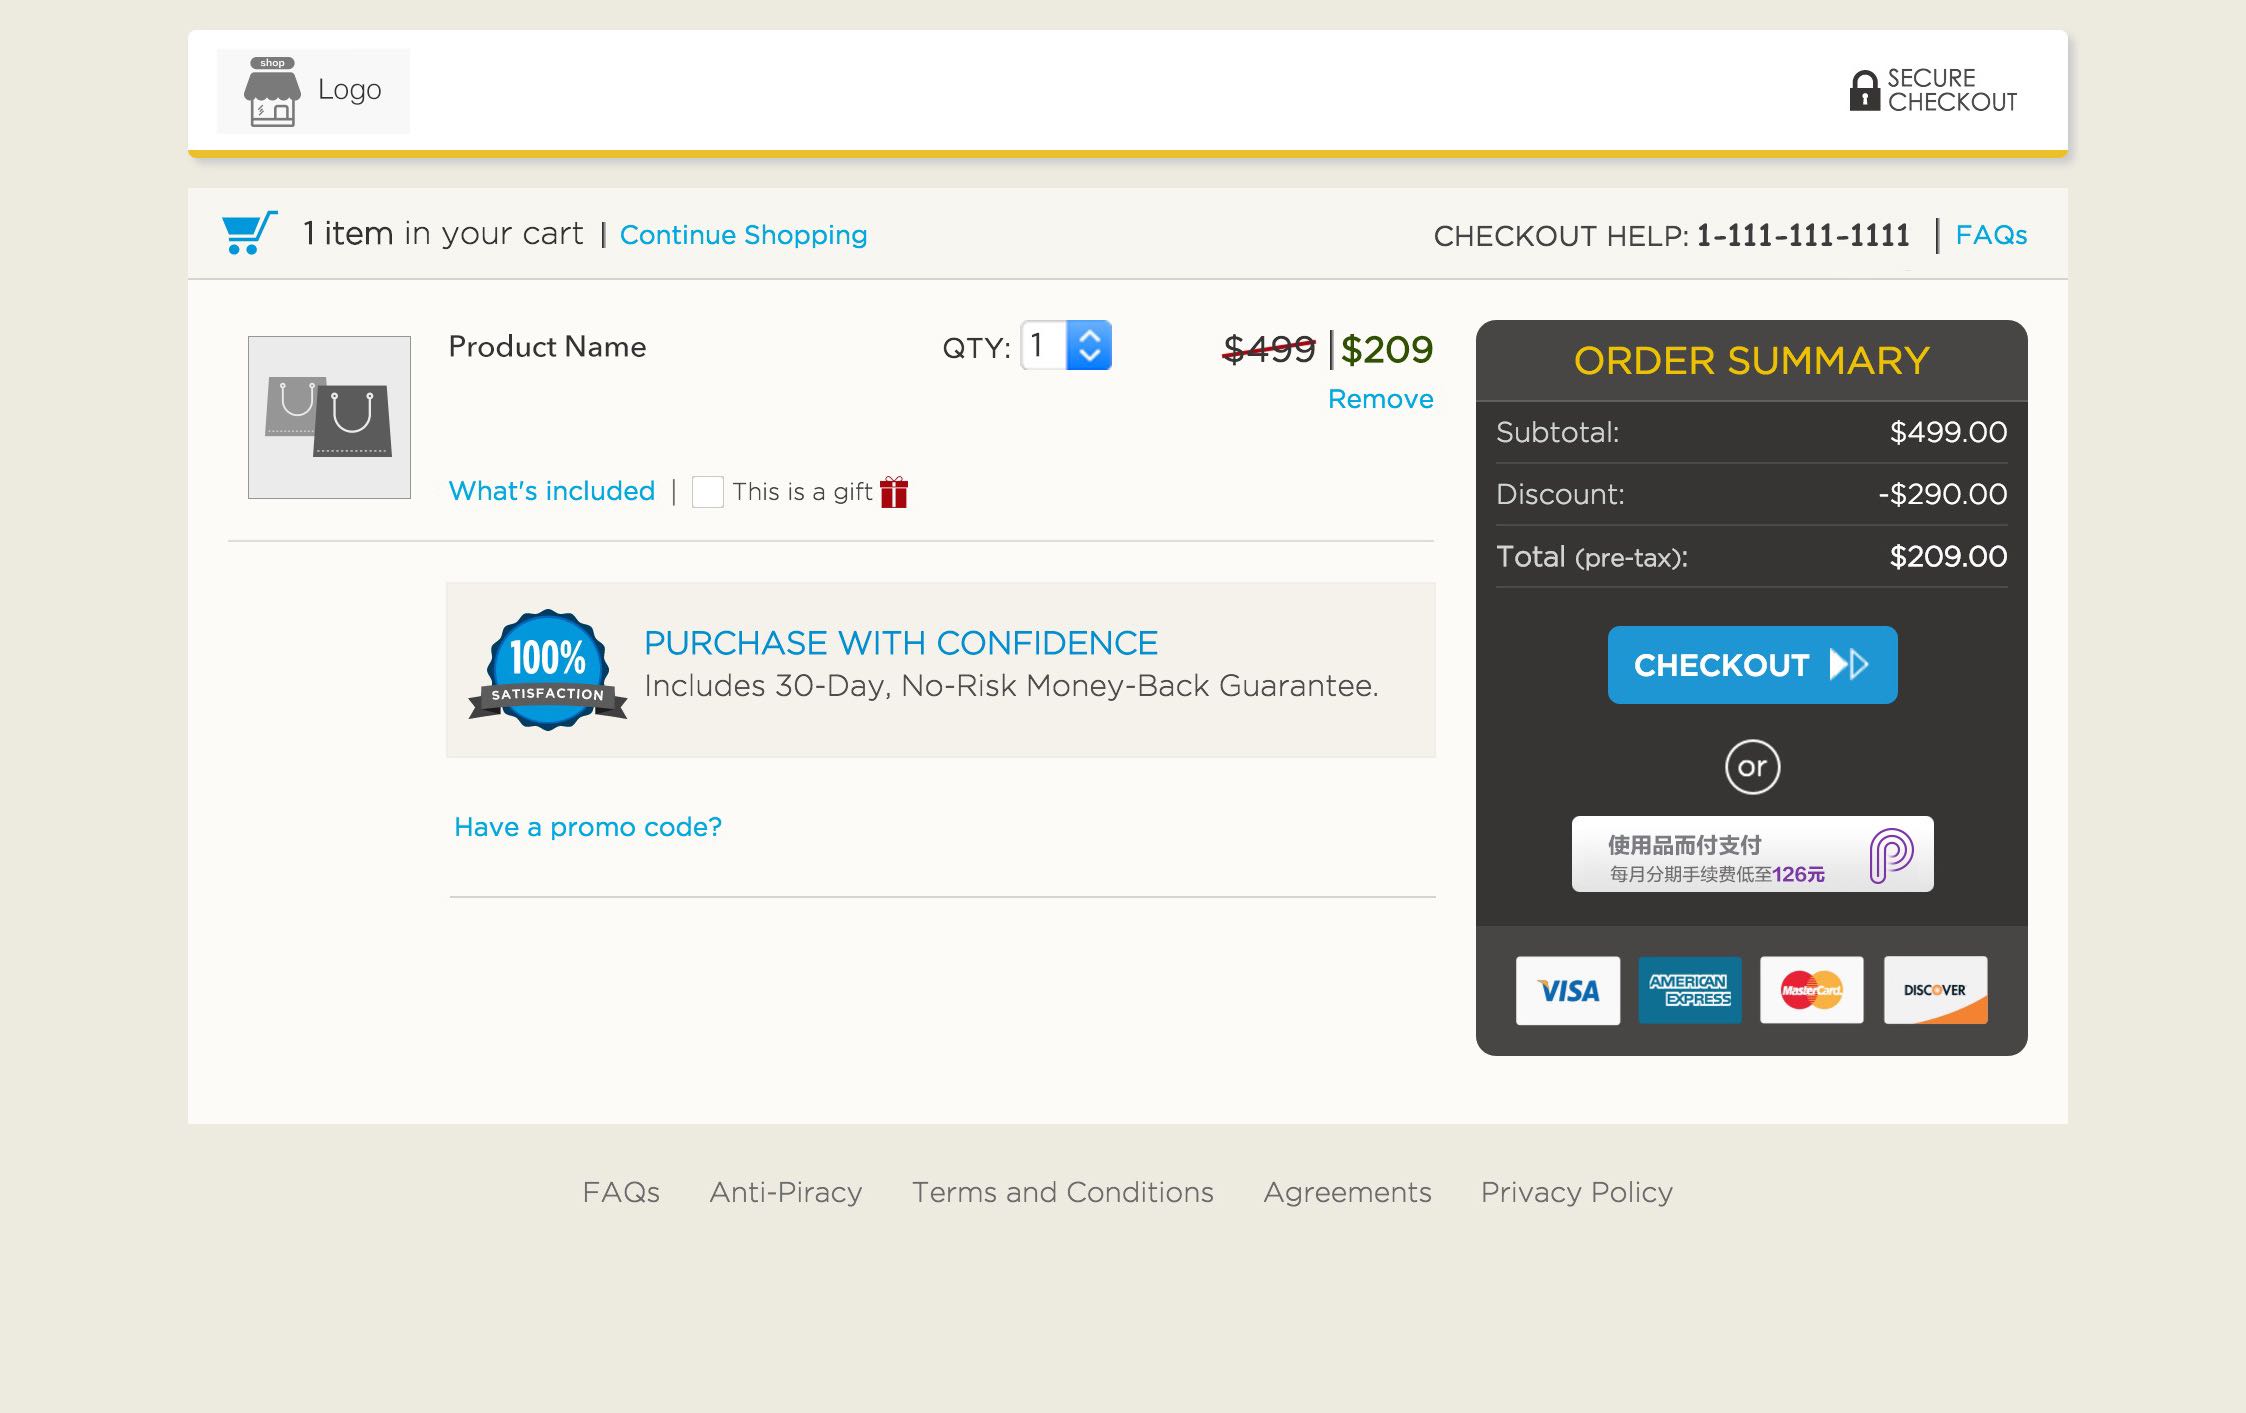 shop
Logo
SECURE
CHECKOUT
1 item in your cart | Continue Shopping
CHECKOUT HELP: 1-111-111-1111 | FAQs
Product Name
QTY: 1
$499 | $209
Remove
What's included | This is a gift
100%
SATISFACTION
PURCHASE WITH CONFIDENCE
Includes 30-Day, No-Risk Money-Back Guarantee.
Have a promo code?
ORDER SUMMARY
Subtotal: $499.00
Discount: -$290.00
Total (pre-tax): $209.00
CHECKOUT
or
使用品而付支付
每月分期手续费低至126元
VISA
AMERICAN
EXPRESS
MasterCard
DISCOVER
FAQs Anti-Piracy Terms and Conditions Agreements Privacy Policy